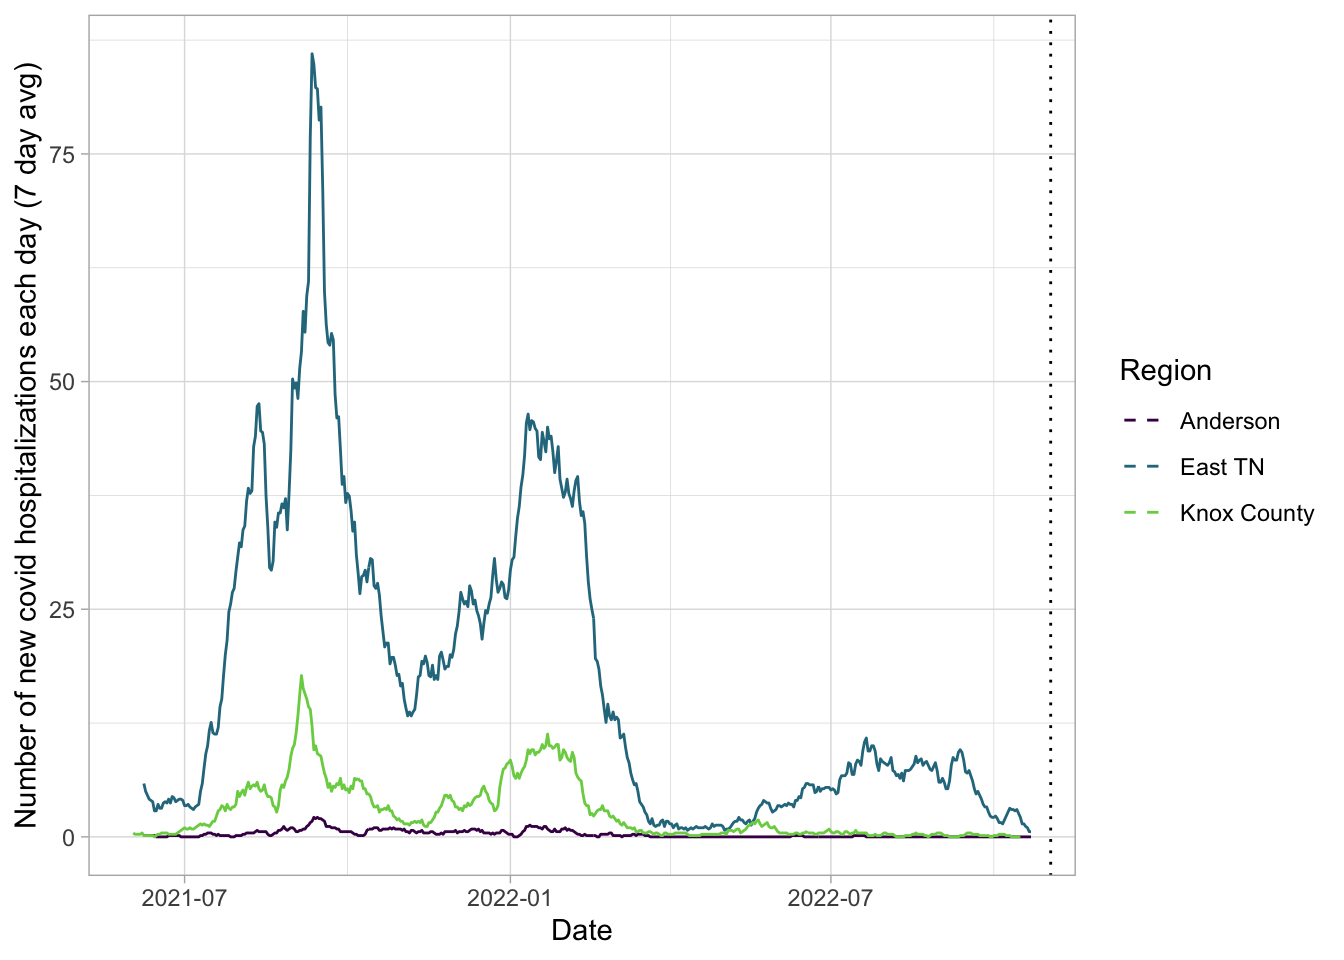 Number of new covid hospitalizations each day (7 day avg)
75
50
25
0
2021-07
2022-01
2022-07
Date
Region
Anderson
East TN
Knox County